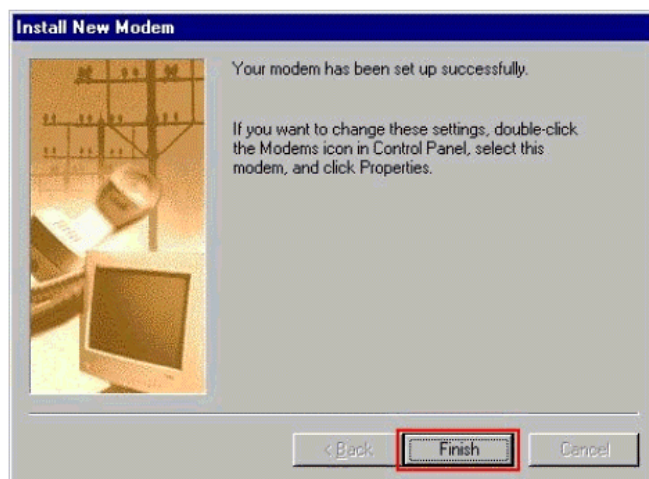 Install New Modem
Your modem has been set up successfully.
If you want to change these settings, double-click
the Modems icon in Control Panel, select this
modem, and click Properties.
< Back
Finish
Cancel